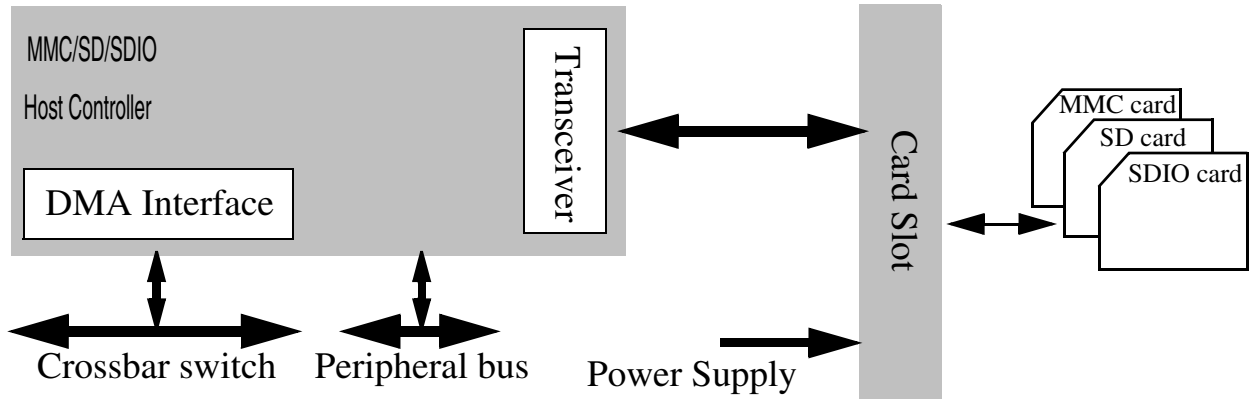 MMC/SD/SDIO
Host Controller
Transceiver
DMA Interface
Crossbar switch
Peripheral bus
Power Supply
Card Slot
MMC card
SD card
SDIO card